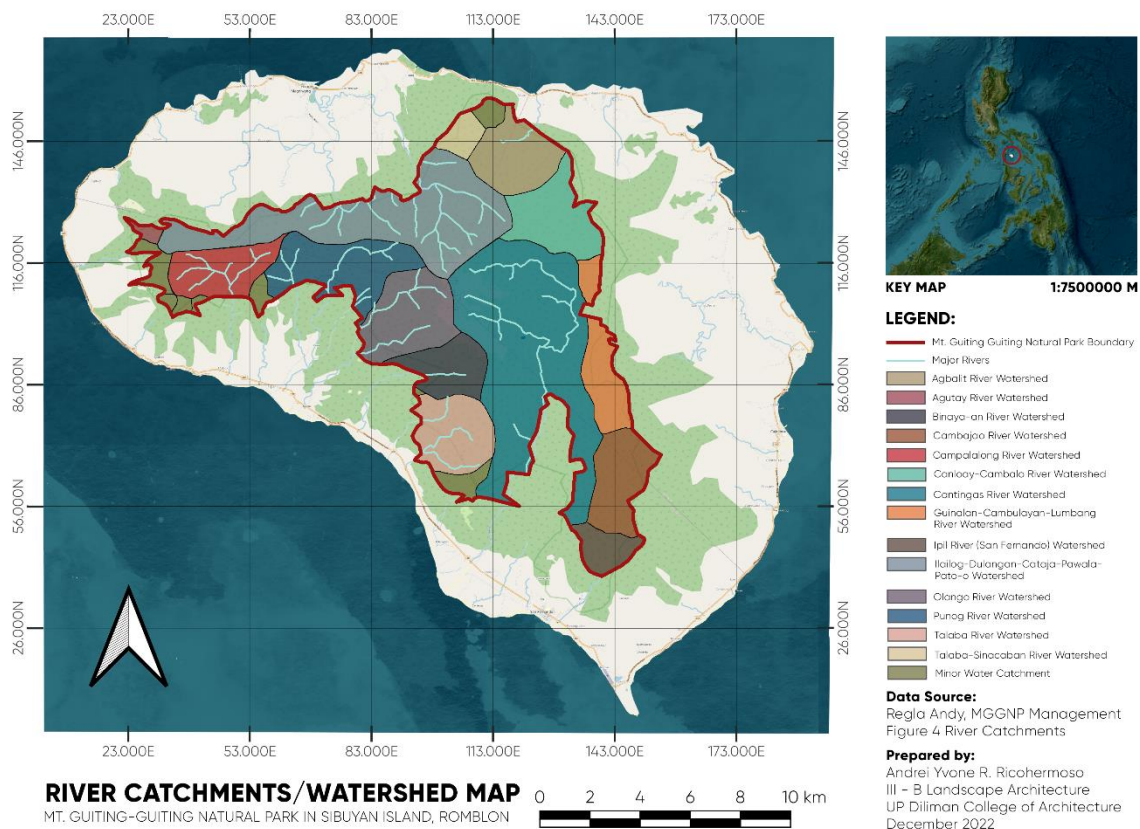 23.000E 53.000E 83.000E 113.000E 143.000E 173.000E
146.000N 146.000N
116.000N 116.000N
86.000N 86.000N
56.000N 56.000N
26.000N 26.000N
23.000E 53.000E 83.000E 113.000E 143.000E 173.000E
RIVER CATCHMENTS/WATERSHED MAP
MT. GUITING-GUITING NATURAL PARK IN SIBUYAN ISLAND, ROMBLON
0 2 4 6 8 10 km
KEY MAP 1:7500000 M
LEGEND:
Mt. Guiting Guiting Natural Park Boundary
Major Rivers
Agbalit River Watershed
Agutay River Watershed
Binaya-an River Watershed
Cambajao River Watershed
Campalalong River Watershed
Conlooy-Cambalo River Watershed
Cantingas River Watershed
Guinalan-Cambulayan-Lumbang
River Watershed
Ipil River (San Fernando) Watershed
Ilailog-Dulangan-Cataja-Pawala-
Pato-o Watershed
Olango River Watershed
Punog River Watershed
Talaba River Watershed
Talaba-Sinacaban River Watershed
Minor Water Catchment
Data Source:
Regla Andy, MGGNP Management
Figure 4 River Catchments
Prepared by:
Andrei Yvone R. Ricohermoso
III - B Landscape Architecture
UP Diliman College of Architecture
December 2022